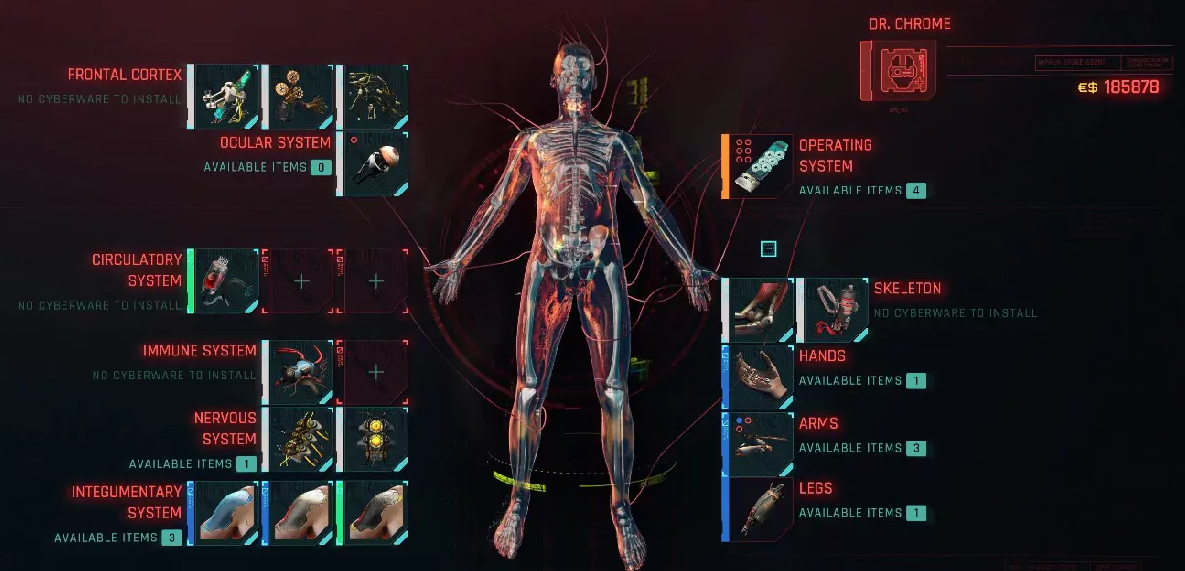 DR. CHROME
€$ 185878
FRONTAL CORTEX
NO CYBERWARE TO INSTALL
OCULAR SYSTEM
AVAILABLE ITEMS 0
CIRCULATORY
SYSTEM
NO CYBERWARE TO INSTALL
IMMUNE SYSTEM
NO CYBERWARE TO INSTALL
NERVOUS
SYSTEM
AVAILABLE ITEMS 1
INTEGUMENTARY
SYSTEM
AVAILABLE ITEMS 3
OPERATING
SYSTEM
AVAILABLE ITEMS 4
SKELETON
NO CYBERWARE TO INSTALL
HANDS
AVAILABLE ITEMS 1
ARMS
AVAILABLE ITEMS 3
LEGS
AVAILABLE ITEMS 1